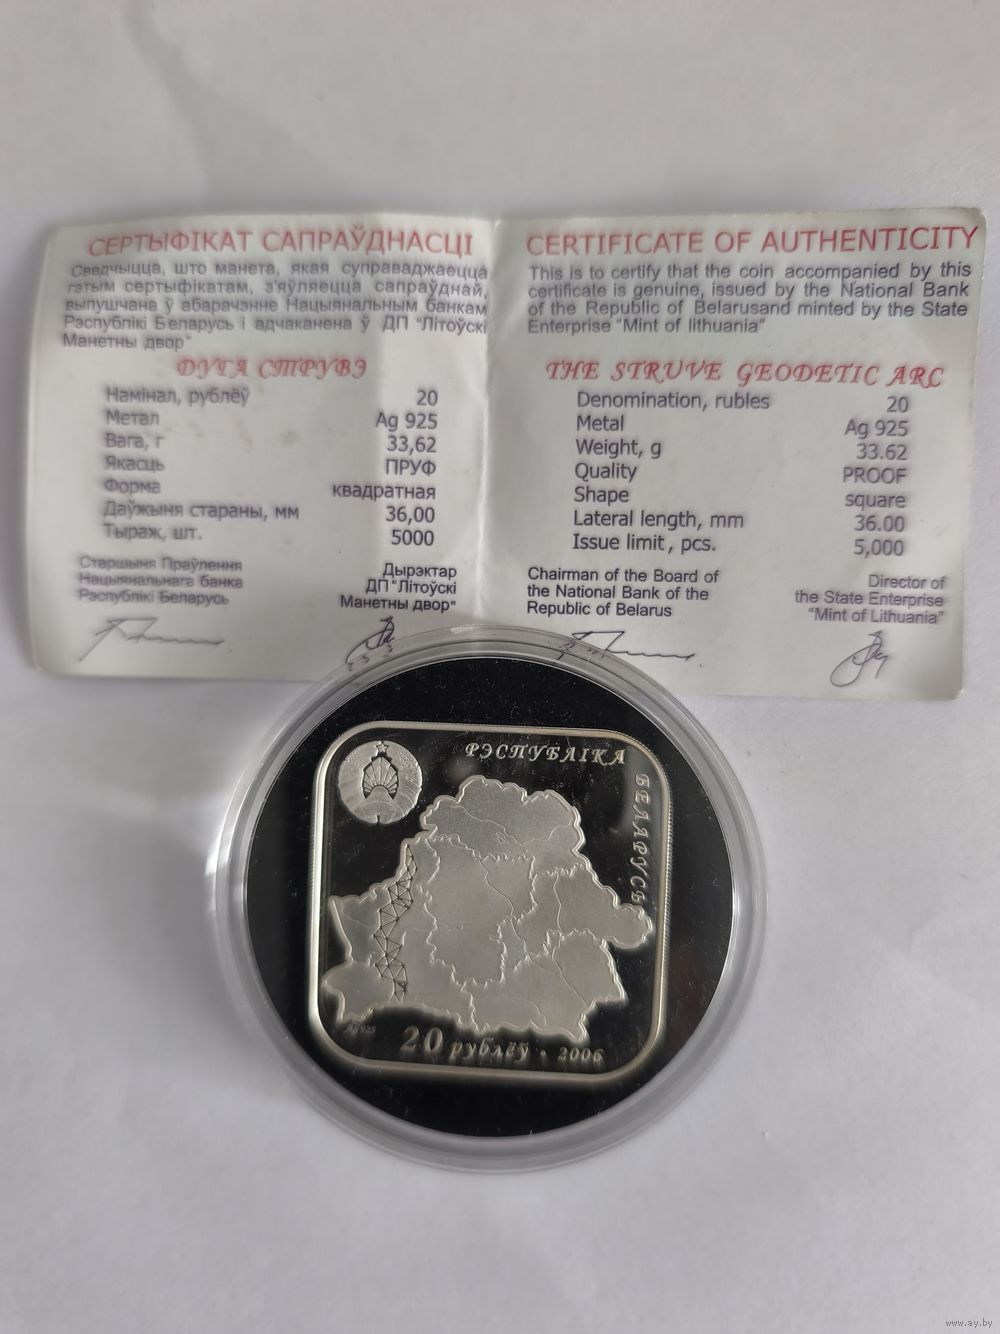 СЕРТЫФІКАТ САПРАЎДНАСЦІ
Сведчыцца, што манета, якая суправаджаецца
гэтым сертыфікатам, з'яўляецца сапраўднай,
выпушчана ў абарачэнне Нацыянальным банкам
Рэспублікі Беларусь і адчаканена ў ДП "Літоўскі
Манетны двор"
ДУГА СТРУВЭ
Намінал, рублёў 20
Метал Ag 925
Вага, г 33,62
Якасць ПРУФ
Форма квадратная
Даўжыня стараны, мм 36,00
Тыраж, шт. 5000
Старшыня Праўлення
Нацыянальнага банка
Рэспублікі Беларусь
Дырэктар
ДП "Літоўскі
Манетны двор"
CERTIFICATE OF AUTHENTICITY
This is to certify that the coin accompanied by this
certificate is genuine, issued by the National Bank
of the Republic of Belarusand minted by the State
Enterprise "Mint of lithuania"
THE STRUVE GEODETIC ARC
Denomination, rubles 20
Metal Ag 925
Weight, g 33.62
Quality PROOF
Shape square
Lateral length, mm 36.00
Issue limit, pcs. 5,000
Chairman of the Board of
the National Bank of the
Republic of Belarus
Director of
the State Enterprise
"Mint of Lithuania"
РЭСПУБЛІКА
БЕЛАРУСЬ
Ag 925
20 рублёў • 2006
www.ay.by